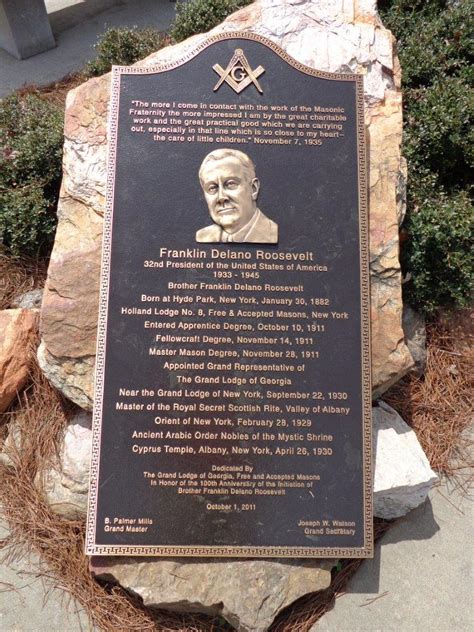 G
"The more I come in contact with the work of the Masonic
Fraternity the more impressed I am by the great charitable
work and the great practical good which we are carrying
out, especially in that line which is so close to my heart--
the care of little children." November 7, 1935
Franklin Delano Roosevelt
32nd President of the United States of America
1933 - 1945
Brother Franklin Delano Roosevelt
Born at Hyde Park, New York, January 30, 1882
Holland Lodge No. 8, Free & Accepted Masons, New York
Entered Apprentice Degree, October 10, 1911
Fellowcraft Degree, November 14, 1911
Master Mason Degree, November 28, 1911
Appointed Grand Representative of
The Grand Lodge of Georgia
Near the Grand Lodge of New York, September 22, 1930
Master of the Royal Secret Scottish Rite, Valley of Albany
Orient of New York, February 28, 1929
Ancient Arabic Order Nobles of the Mystic Shrine
Cyprus Temple, Albany, New York, April 26, 1930
Dedicated By
The Grand Lodge of Georgia, Free and Accepted Masons
In Honor of the 100th Anniversary of the Initiation of
Brother Franklin Delano Roosevelt
October 1, 2011
B. Palmer Mills
Grand Master
Joseph W. Watson
Grand Secretary